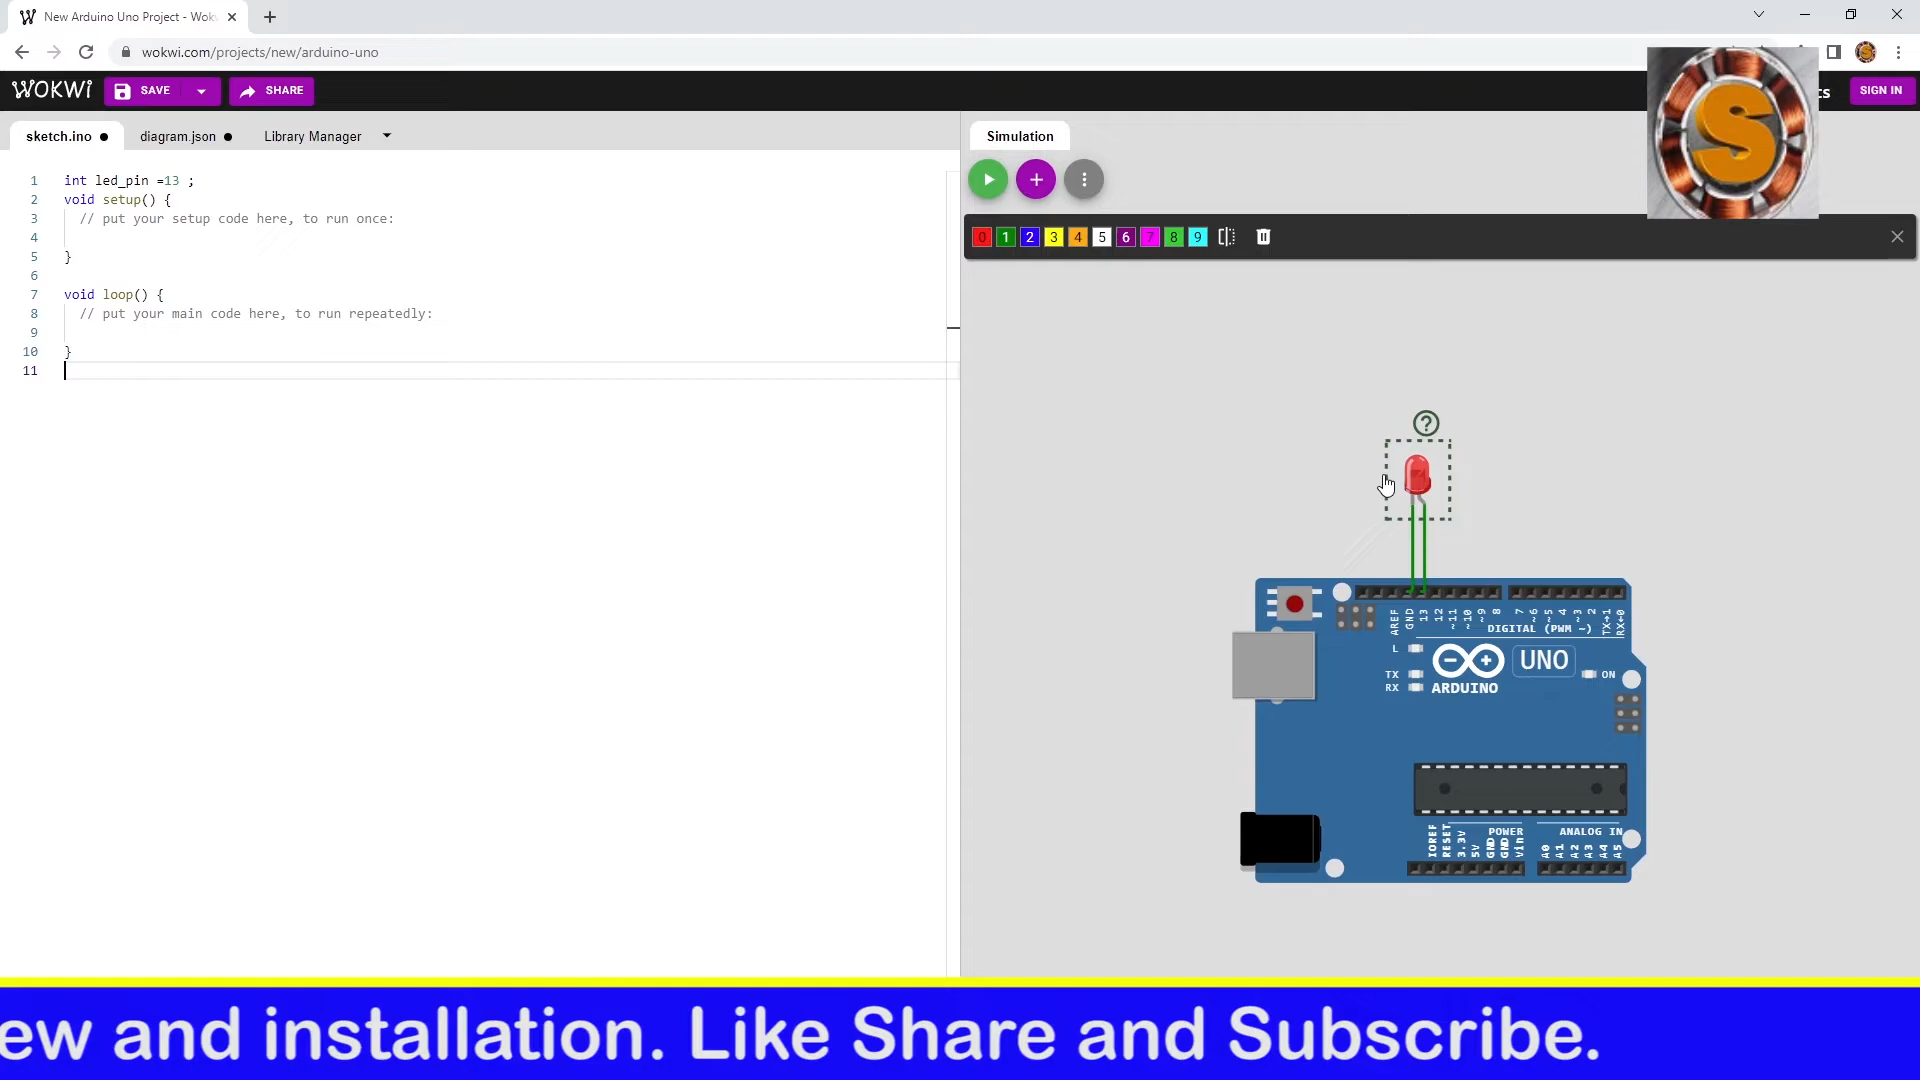 New Arduino Uno Project - Wok
wokwi.com/projects/new/arduino-uno
WOKWI
SAVE
SHARE
SIGN IN
sketch.ino
diagram.json
Library Manager
Simulation
S
0 1 2 3 4 5 6 7 8 9
1 int led_pin =13 ;
2 void setup() {
3 // put your setup code here, to run once:
4
5 }
6
7 void loop() {
8 // put your main code here, to run repeatedly:
9
10 }
11
?
AREF GND 13 12 ~11 ~10 ~9 8 7 ~6 ~5 4 ~3 2 TX→1 RX←0
DIGITAL (PWM ~)
L
TX
RX
UNO
ON
ARDUINO
POWER
ANALOG IN
IOREF RESET 3.3V 5V GND GND Vin A0 A1 A2 A3 A4 A5
ew and installation. Like Share and Subscribe.